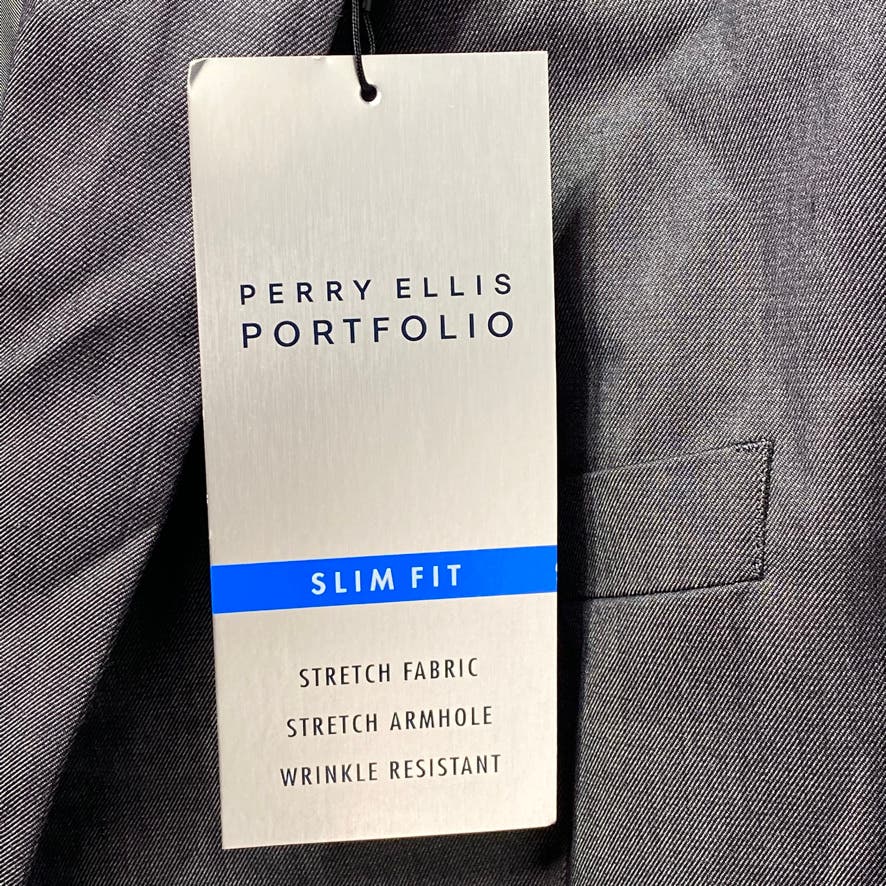 PERRY ELLIS
PORTFOLIO
SLIM FIT
STRETCH FABRIC
STRETCH ARMHOLE
WRINKLE RESISTANT